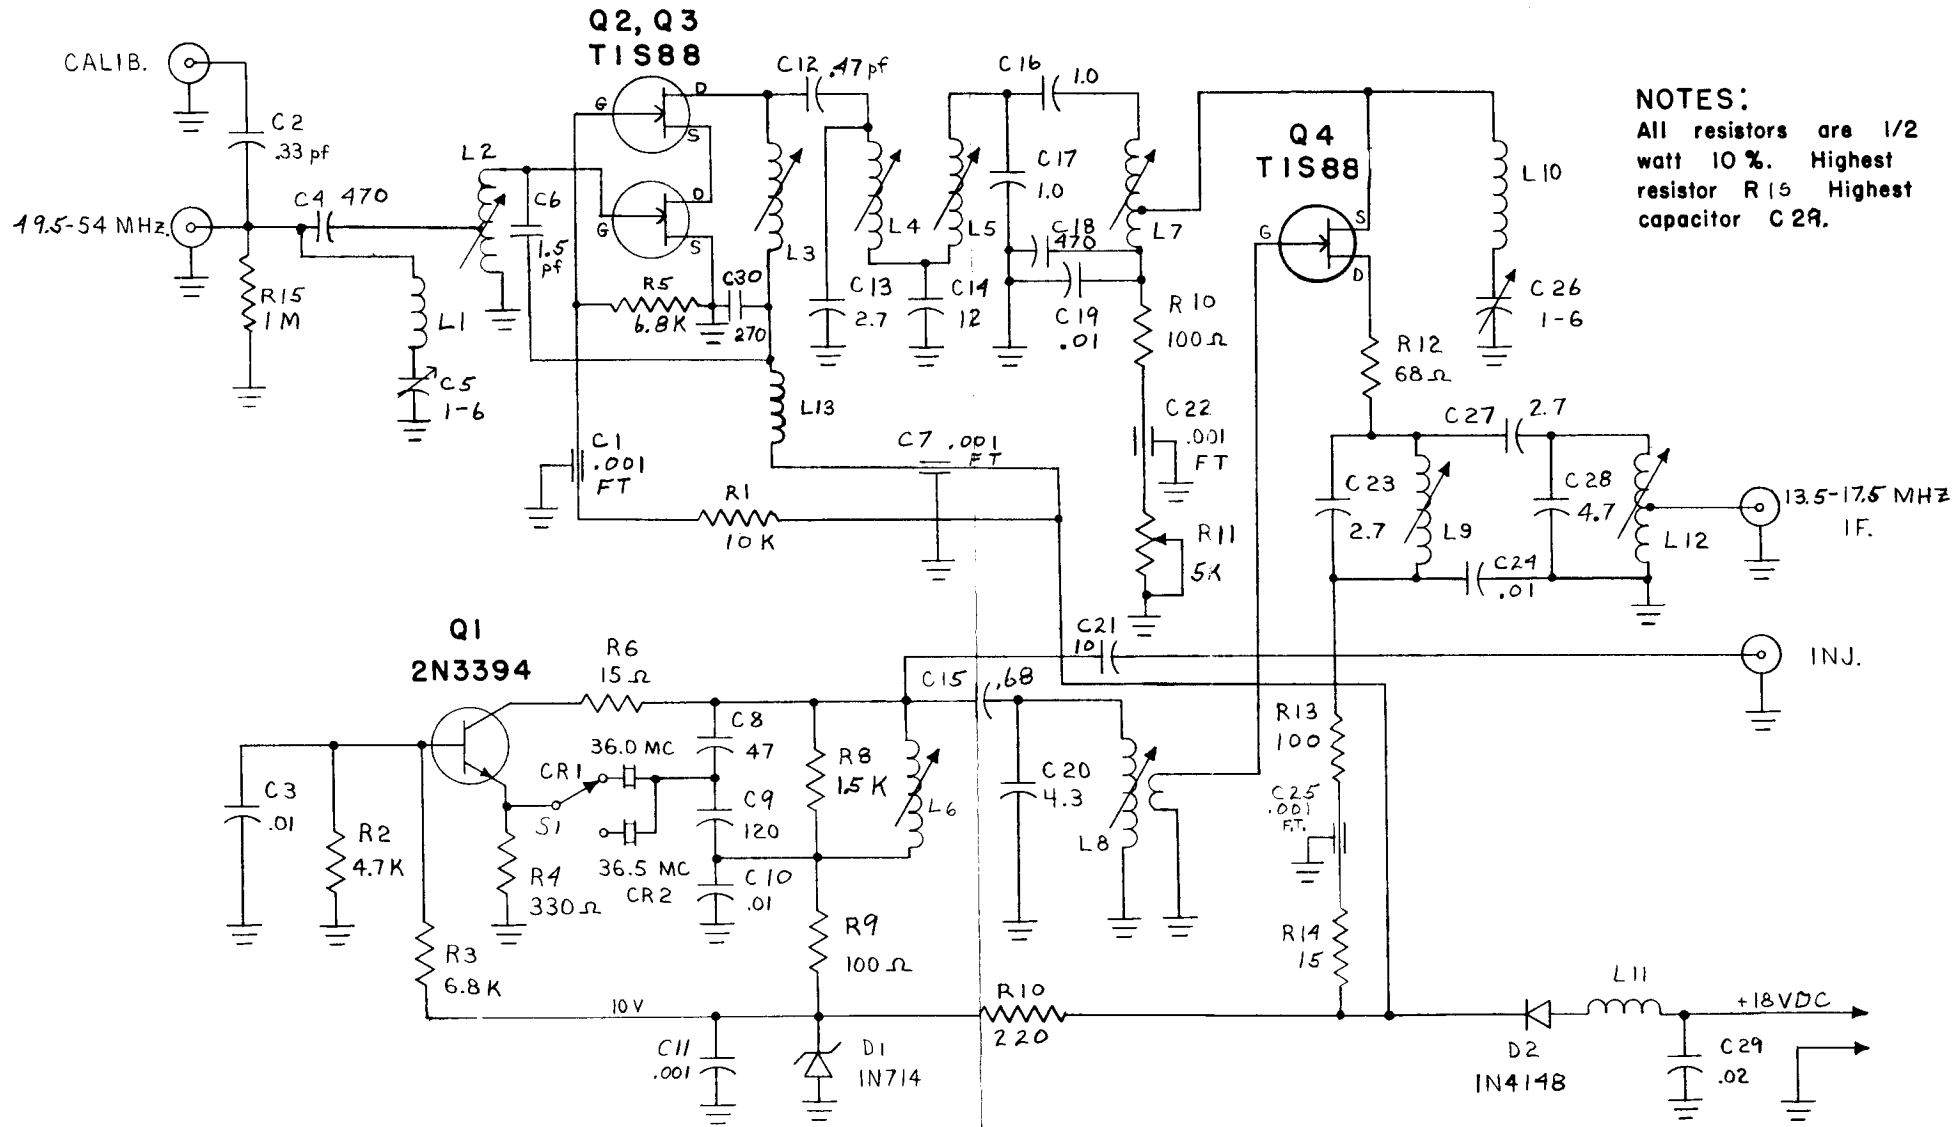 Q2, Q3
TIS88
CALIB.
C2
.33 pf
49.5-54 MHz.
C4 470
R15
1M
L1
C5
1-6
L2
C6
1.5
pf
G
D
S
D
G
S
R5
6.8K
C30
270
L3
C12 .47pf
C13
2.7
L4
L5
C14
12
C16 1.0
C17
1.0
C18
470
C19
.01
L7
R10
100Ω
C22
.001
FT
R11
5K
Q4
TIS88
G
S
D
L10
C26
1-6
NOTES:
All resistors are 1/2
watt 10%. Highest
resistor R15 Highest
capacitor C29.
R12
68Ω
C27 2.7
C23
2.7
L9
C28
4.7
L12
C24
.01
13.5-17.5 MHZ
IF.
L13
C1
.001
FT
C7 .001
FT
R1
10K
Q1
2N3394
R6
15Ω
C21
10
INJ.
C15 .68
C3
.01
R2
4.7K
R3
6.8K
R4
330Ω
S1
CR1
36.0 MC
36.5 MC
CR2
C8
47
C9
120
C10
.01
R8
15K
L6
R9
100Ω
C20
4.3
L8
R13
100
C25
.001
F.T.
R14
15
10V
C11
.001
D1
1N714
R10
220
D2
1N4148
L11
+18VDC
C29
.02